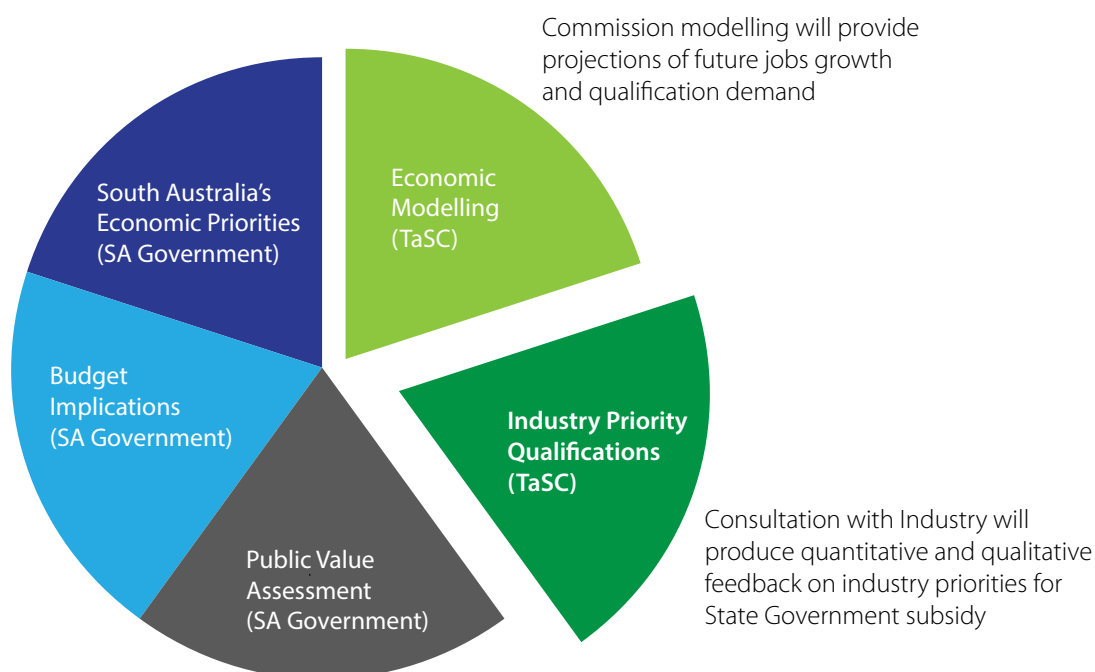 Commission modelling will provide
projections of future jobs growth
and qualification demand
South Australia's
Economic Priorities
(SA Government)
Economic
Modelling
(TaSC)
Budget
Implications
(SA Government)
Industry Priority
Qualifications
(TaSC)
Public Value
Assessment
(SA Government)
Consultation with Industry will
produce quantitative and qualitative
feedback on industry priorities for
State Government subsidy